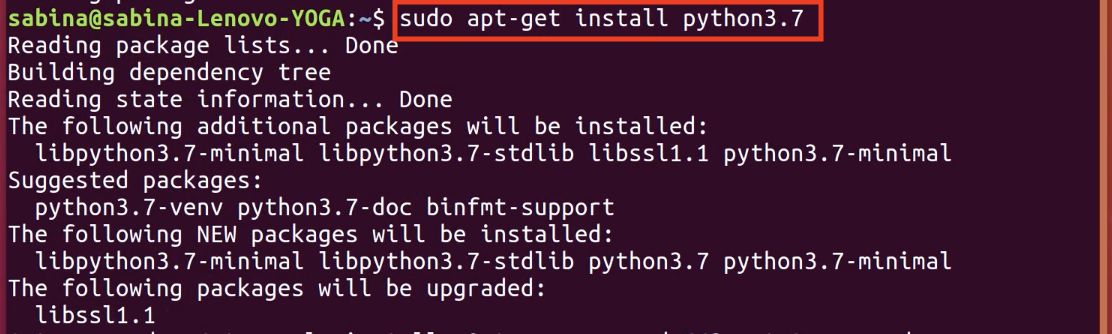 sabina@sabina-Lenovo-YOGA:~$ sudo apt-get install python3.7
Reading package lists... Done
Building dependency tree
Reading state information... Done
The following additional packages will be installed:
libpython3.7-minimal libpython3.7-stdlib libssl1.1 python3.7-minimal
Suggested packages:
python3.7-venv python3.7-doc binfmt-support
The following NEW packages will be installed:
libpython3.7-minimal libpython3.7-stdlib python3.7 python3.7-minimal
The following packages will be upgraded:
libssl1.1